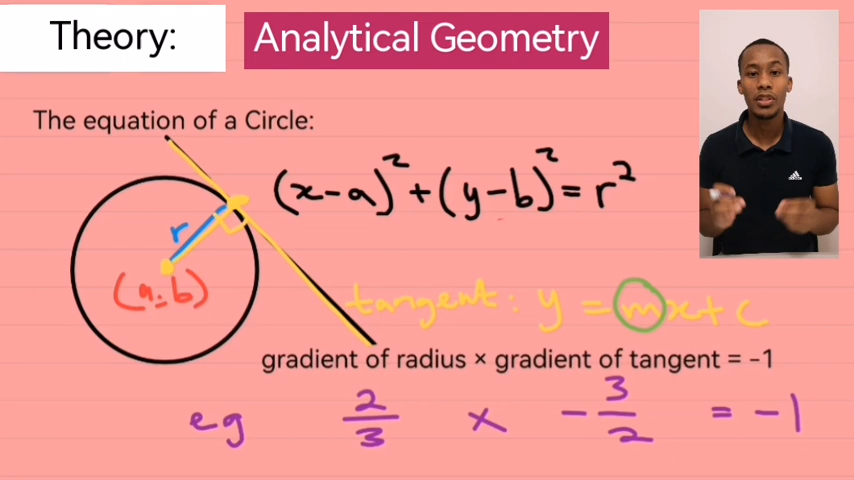 Theory:
Analytical Geometry
The equation of a Circle:
(x-a)²+(y-b)²=r²
r
(a;b)
tangent: y = mx+c
gradient of radius × gradient of tangent = -1
eg 2/3 × -3/2 = -1